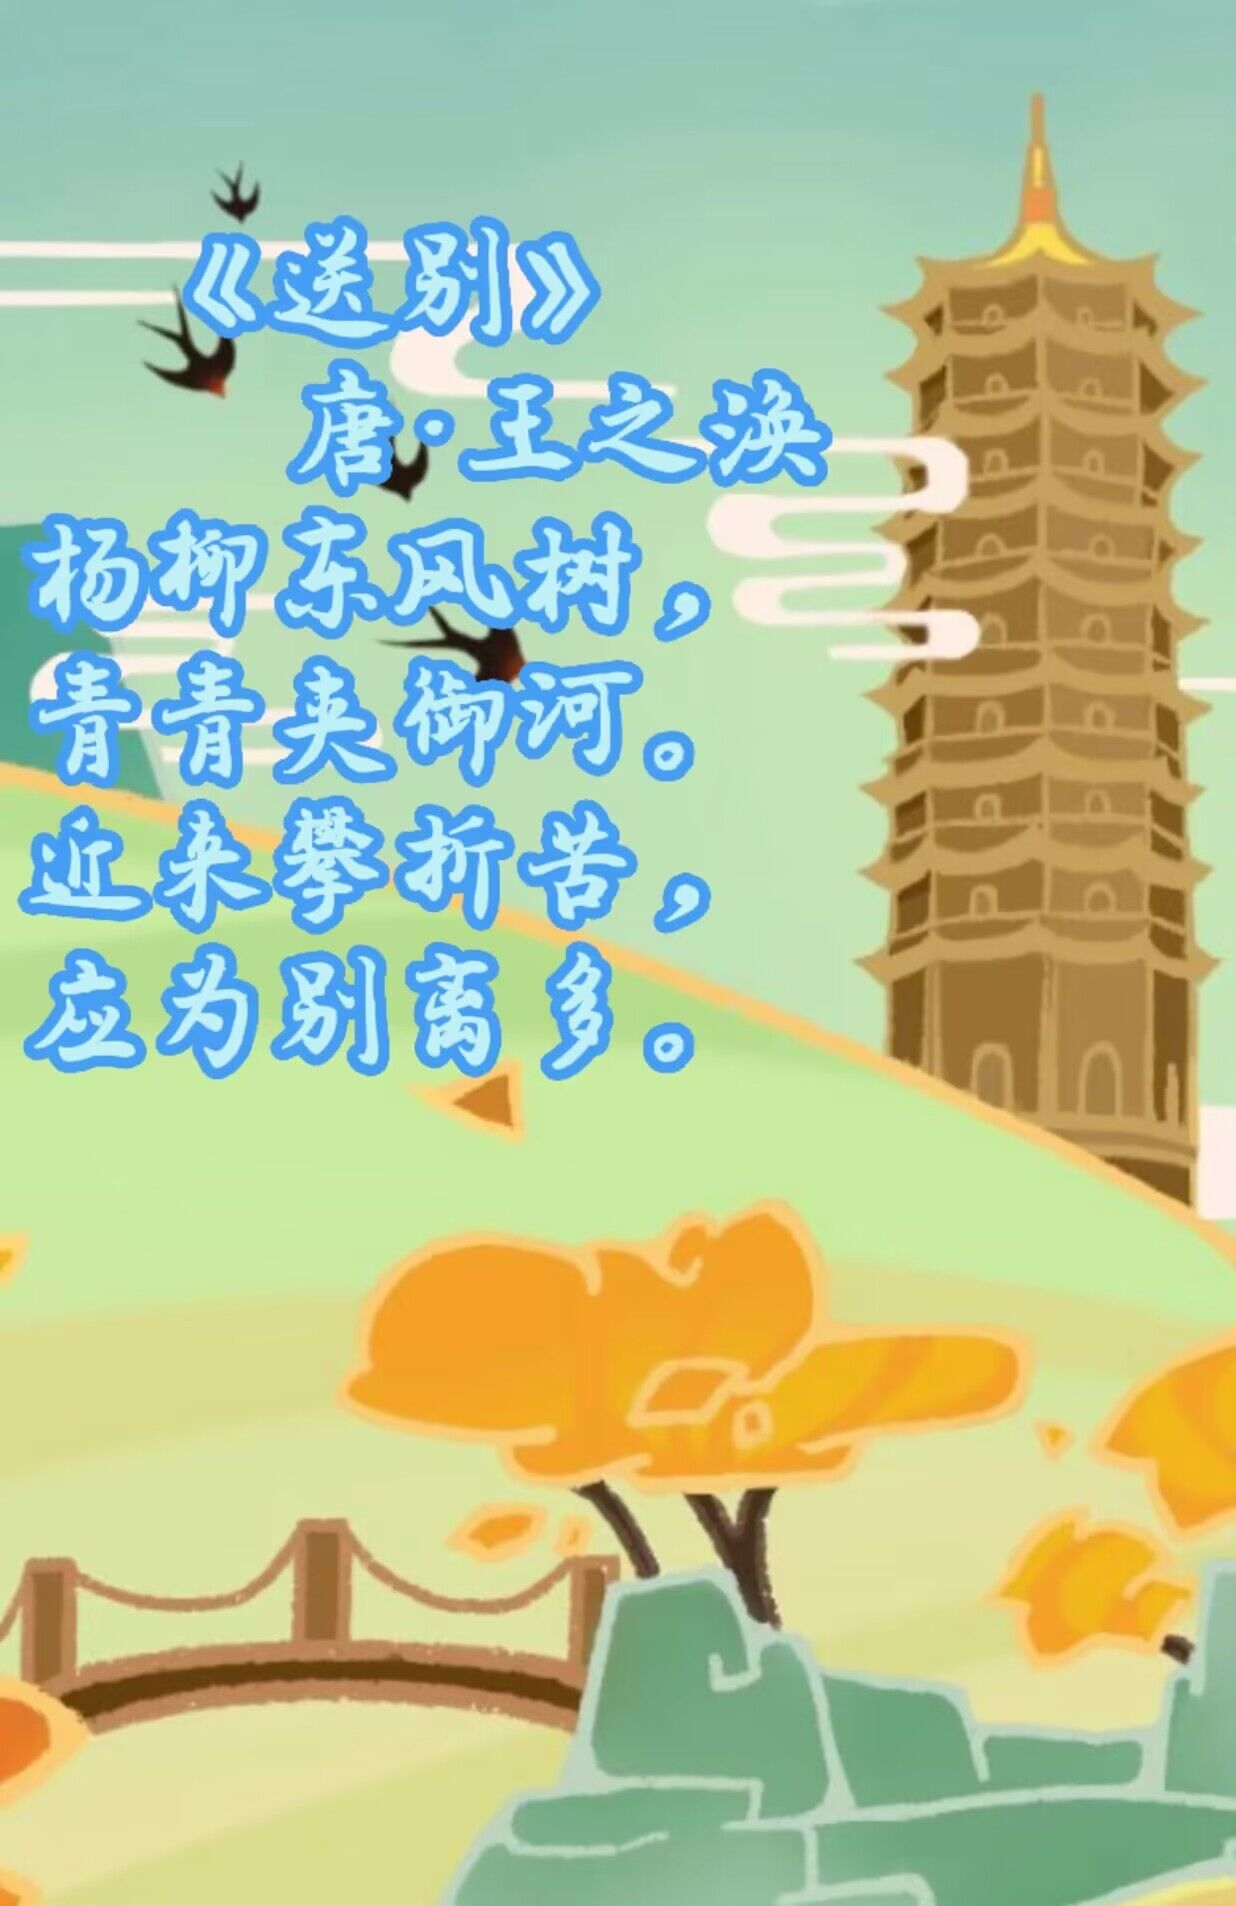 《送别》
唐·王之涣
杨柳东风树，
青青夹御河。
近来攀折苦，
应为别离多。